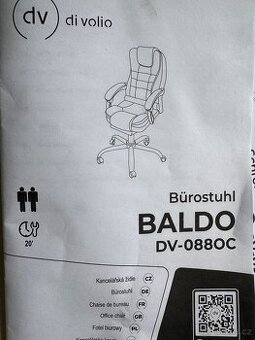 dv di volio
Bürostuhl
BALDO
DV-088OC
20'
Kancelářská židle CZ
Bürostuhl DE
Chaise de bureau FR
Office chair GB
Fotel biurowy PL